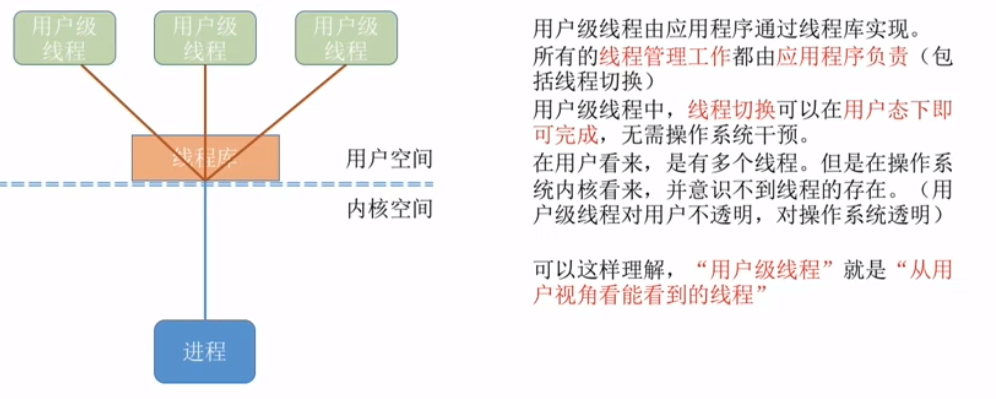 用户级
线程
用户级
线程
用户级
线程
线程库
用户空间
内核空间
进程
用户级线程由应用程序通过线程库实现。
所有的线程管理工作都由应用程序负责（包
括线程切换）
用户级线程中，线程切换可以在用户态下即
可完成，无需操作系统干预。
在用户看来，是有多个线程。但是在操作系
统内核看来，并意识不到线程的存在。（用
户级线程对用户不透明，对操作系统透明）
可以这样理解，“用户级线程”就是“从用
户视角看能看到的线程”